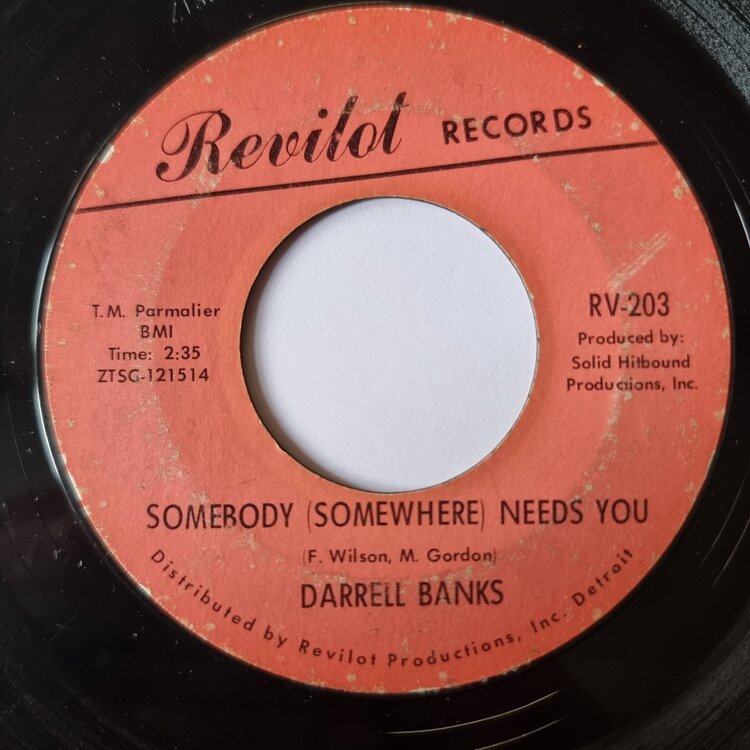 Revilot RECORDS
T.M. Parmalier
BMI
Time: 2:35
ZTSG-121514
RV-203
Produced by:
Solid Hitbound
Productions, Inc.
SOMEBODY (SOMEWHERE) NEEDS YOU
(F. Wilson, M. Gordon)
DARRELL BANKS
Distributed by Revilot Productions, Inc. Detroit